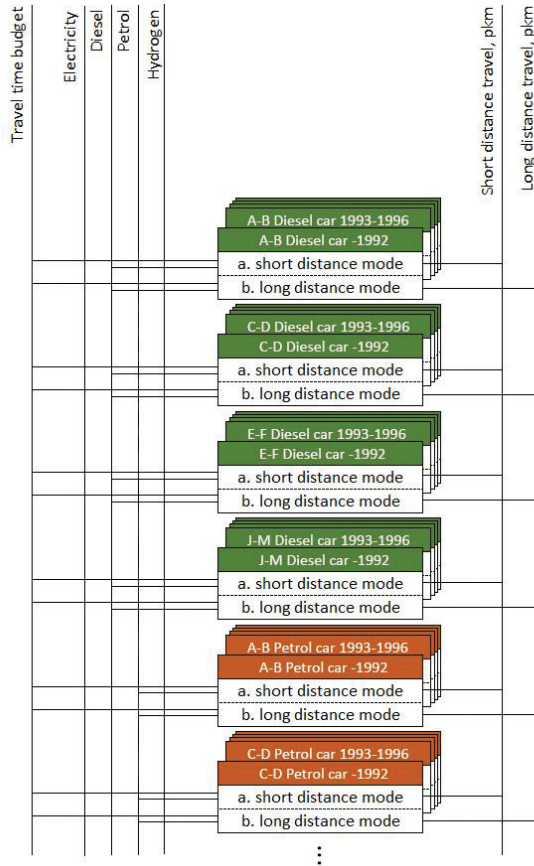 Travel time budget
Electricity
Diesel
Petrol
Hydrogen
Short distance travel, pkm
Long distance travel, pkm
A-B Diesel car 1993-1996
A-B Diesel car -1992
a. short distance mode
b. long distance mode
C-D Diesel car 1993-1996
C-D Diesel car -1992
a. short distance mode
b. long distance mode
E-F Diesel car 1993-1996
E-F Diesel car -1992
a. short distance mode
b. long distance mode
J-M Diesel car 1993-1996
J-M Diesel car -1992
a. short distance mode
b. long distance mode
A-B Petrol car 1993-1996
A-B Petrol car -1992
a. short distance mode
b. long distance mode
C-D Petrol car 1993-1996
C-D Petrol car -1992
a. short distance mode
b. long distance mode
...